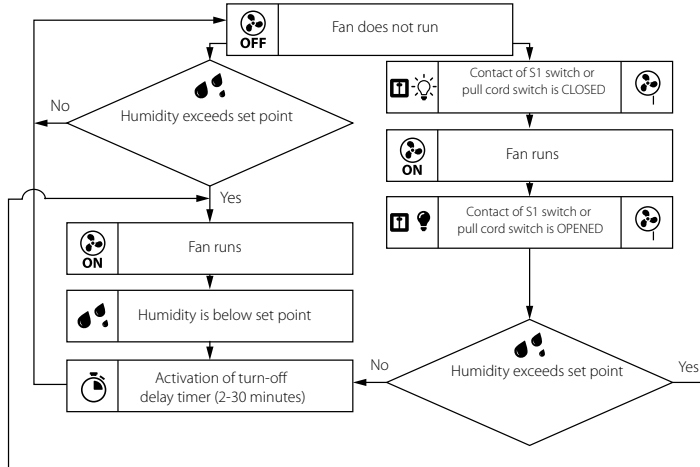 OFF
Fan does not run
No
Humidity exceeds set point
Yes
ON
Fan runs
Humidity is below set point
Activation of turn-off
delay timer (2-30 minutes)
Contact of S1 switch or
pull cord switch is CLOSED
ON
Fan runs
Contact of S1 switch or
pull cord switch is OPENED
No
Humidity exceeds set point
Yes